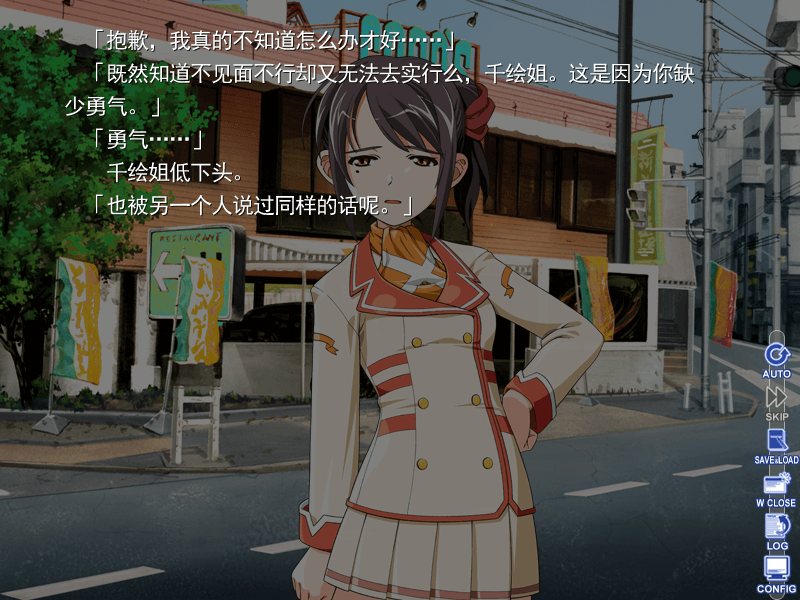 「抱歉，我真的不知道怎么办才好……」
「既然知道不见面不行却又无法去实行么，千绘姐。这是因为你缺
少勇气。」
「勇气……」
千绘姐低下头。
「也被另一个人说过同样的话呢。」
RESTAURANT
AUTO
SKIP
SAVE&LOAD
W CLOSE
LOG
CONFIG